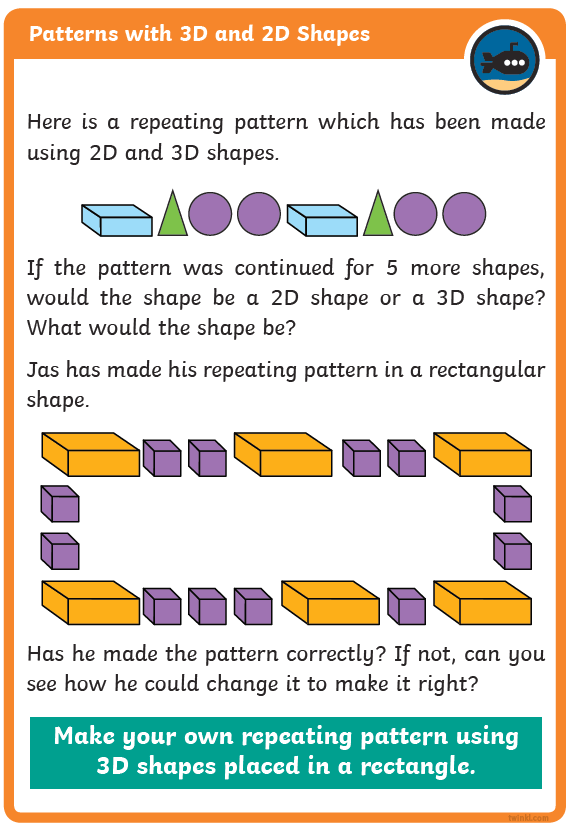 Patterns with 3D and 2D Shapes
Here is a repeating pattern which has been made
using 2D and 3D shapes.
If the pattern was continued for 5 more shapes,
would the shape be a 2D shape or a 3D shape?
What would the shape be?
Jas has made his repeating pattern in a rectangular
shape.
Has he made the pattern correctly? If not, can you
see how he could change it to make it right?
Make your own repeating pattern using
3D shapes placed in a rectangle.
twinkl.com